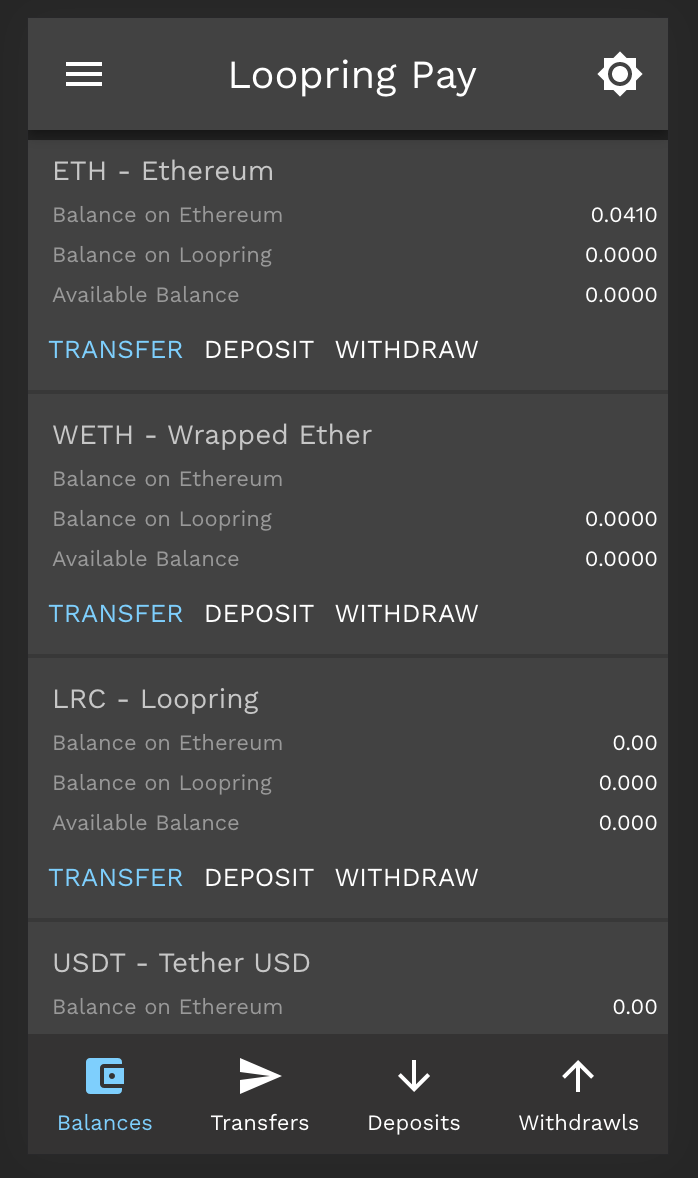 Loopring Pay
ETH - Ethereum
Balance on Ethereum 0.0410
Balance on Loopring 0.0000
Available Balance 0.0000
TRANSFER DEPOSIT WITHDRAW
WETH - Wrapped Ether
Balance on Ethereum
Balance on Loopring 0.0000
Available Balance 0.0000
TRANSFER DEPOSIT WITHDRAW
LRC - Loopring
Balance on Ethereum 0.00
Balance on Loopring 0.000
Available Balance 0.000
TRANSFER DEPOSIT WITHDRAW
USDT - Tether USD
Balance on Ethereum 0.00
Balances Transfers Deposits Withdrawls